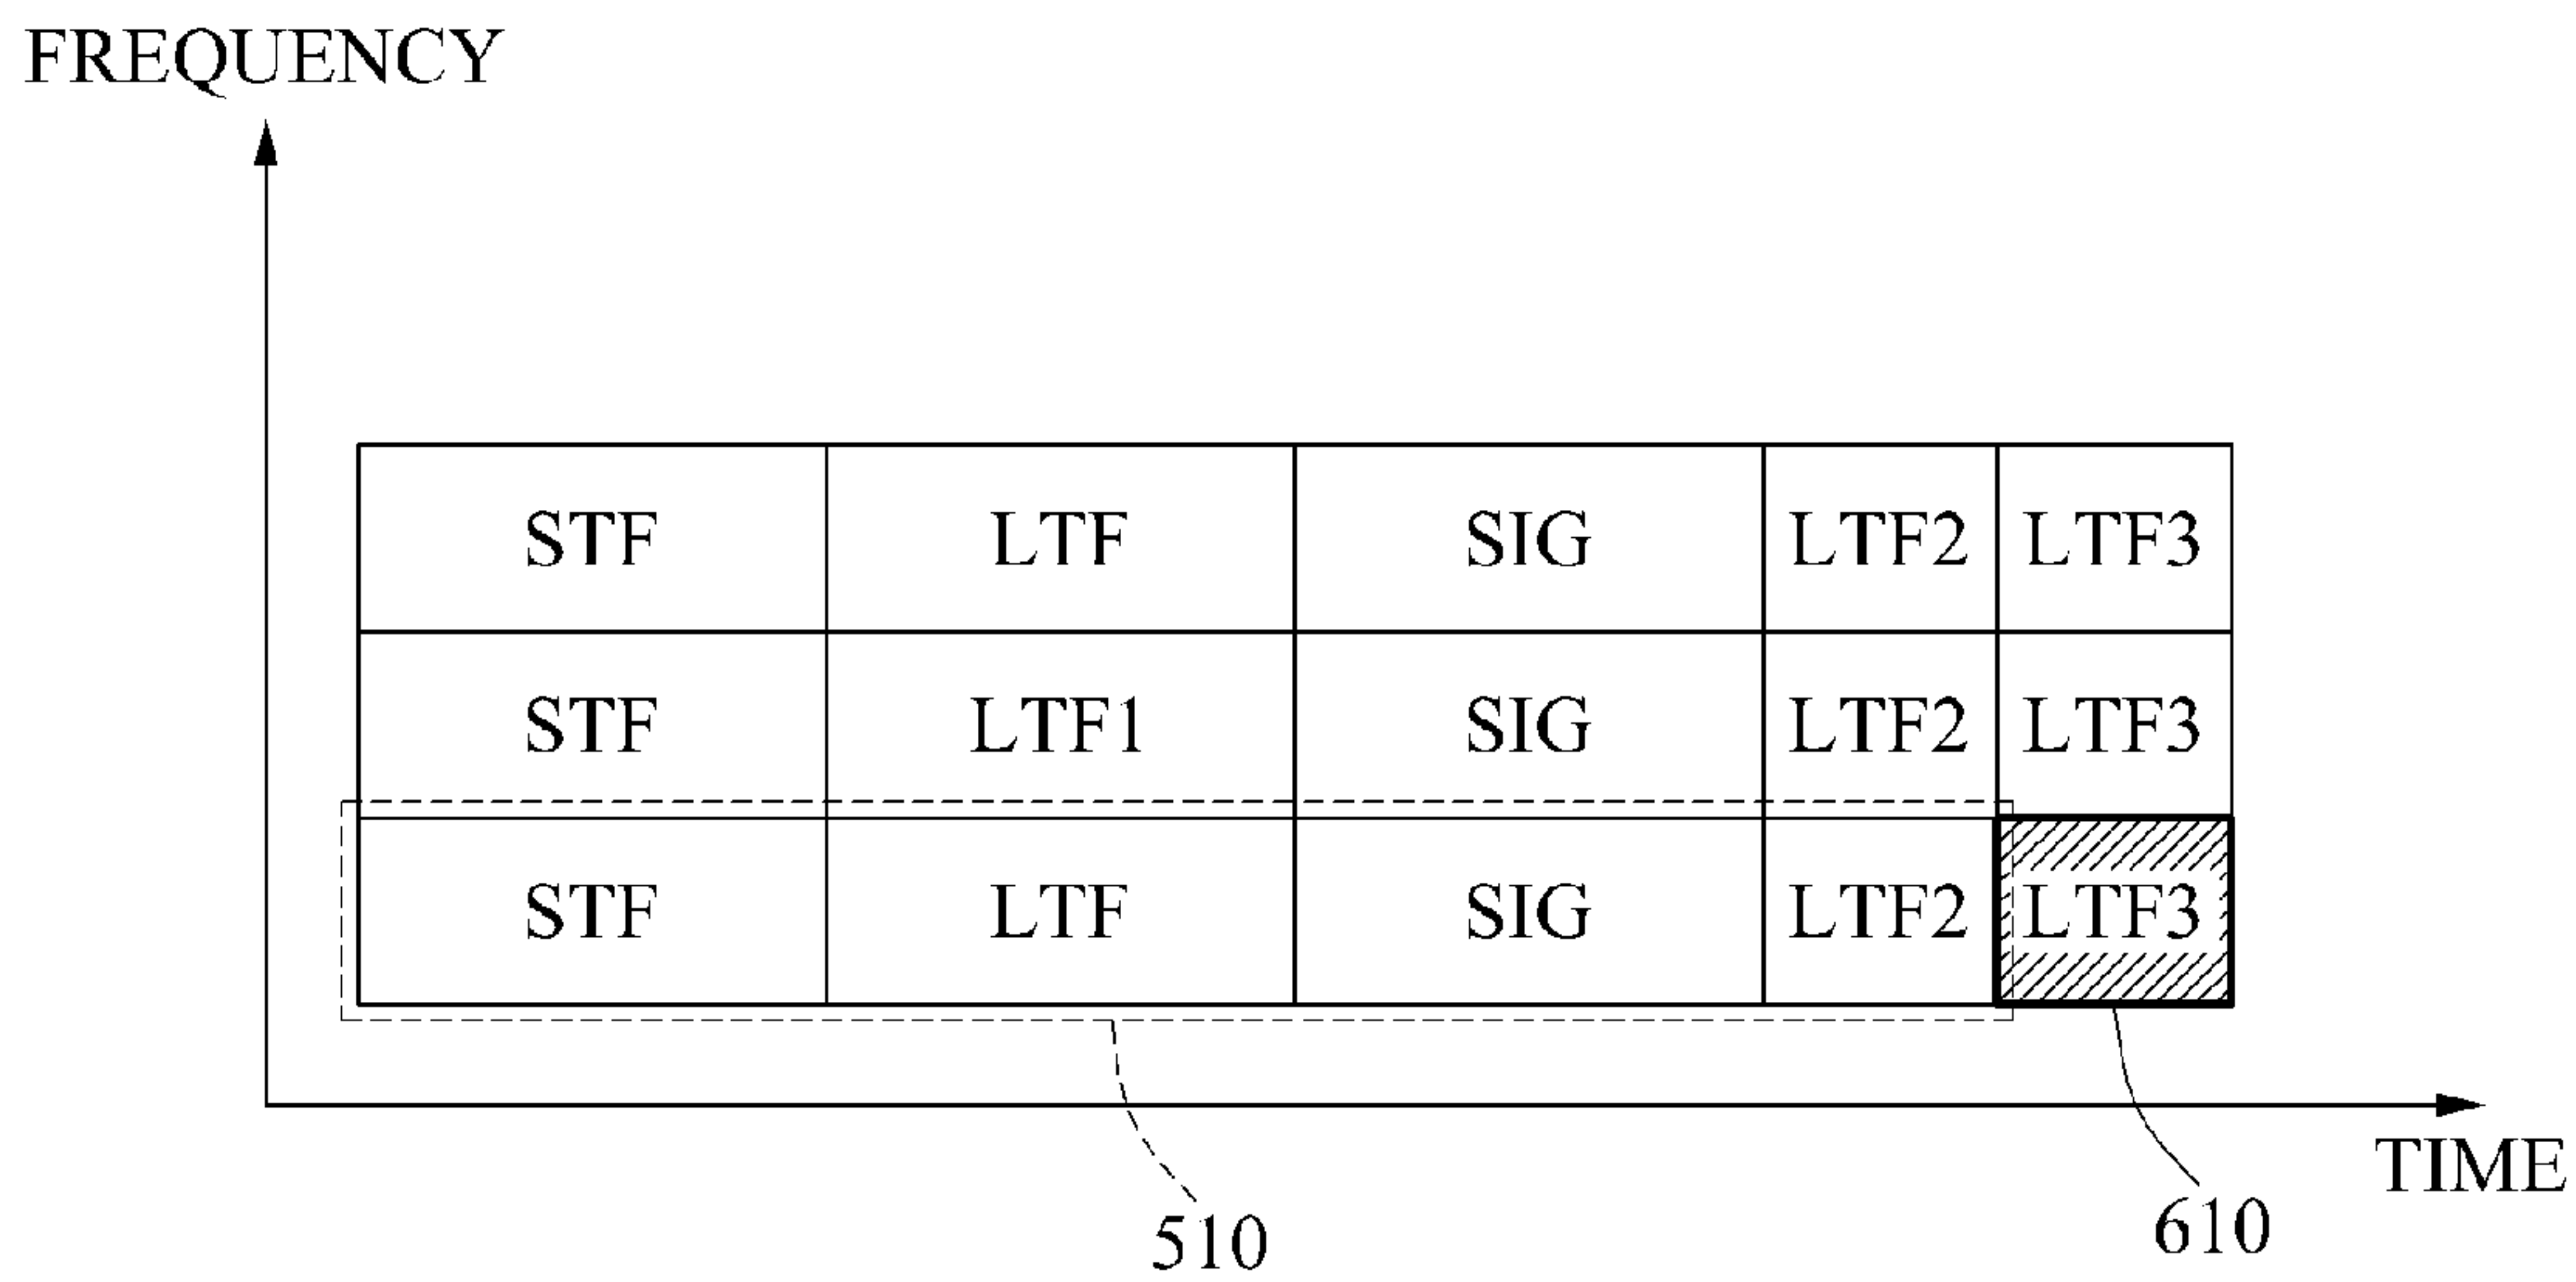 FREQUENCY
STF LTF SIG LTF2 LTF3
STF LTF1 SIG LTF2 LTF3
STF LTF SIG LTF2 LTF3
TIME
510 610